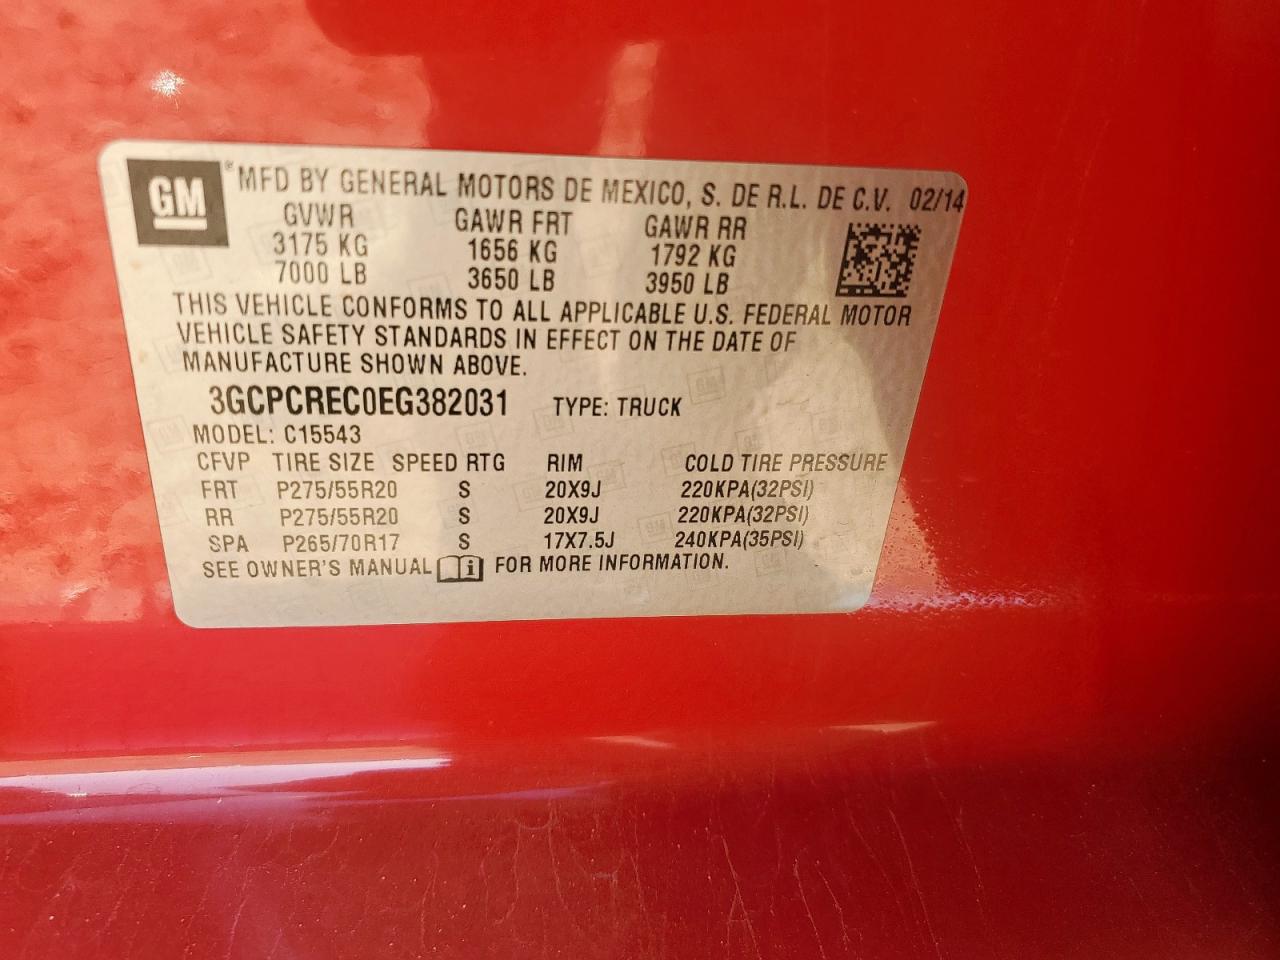 GM ® MFD BY GENERAL MOTORS DE MEXICO, S. DE R.L. DE C.V. 02/14
GVWR GAWR FRT GAWR RR
3175 KG 1656 KG 1792 KG
7000 LB 3650 LB 3950 LB
THIS VEHICLE CONFORMS TO ALL APPLICABLE U.S. FEDERAL MOTOR
VEHICLE SAFETY STANDARDS IN EFFECT ON THE DATE OF
MANUFACTURE SHOWN ABOVE.
3GCPCREC0EG382031 TYPE: TRUCK
MODEL: C15543
CFVP TIRE SIZE SPEED RTG RIM COLD TIRE PRESSURE
FRT P275/55R20 S 20X9J 220KPA(32PSI)
RR P275/55R20 S 20X9J 220KPA(32PSI)
SPA P265/70R17 S 17X7.5J 240KPA(35PSI)
SEE OWNER'S MANUAL i FOR MORE INFORMATION.